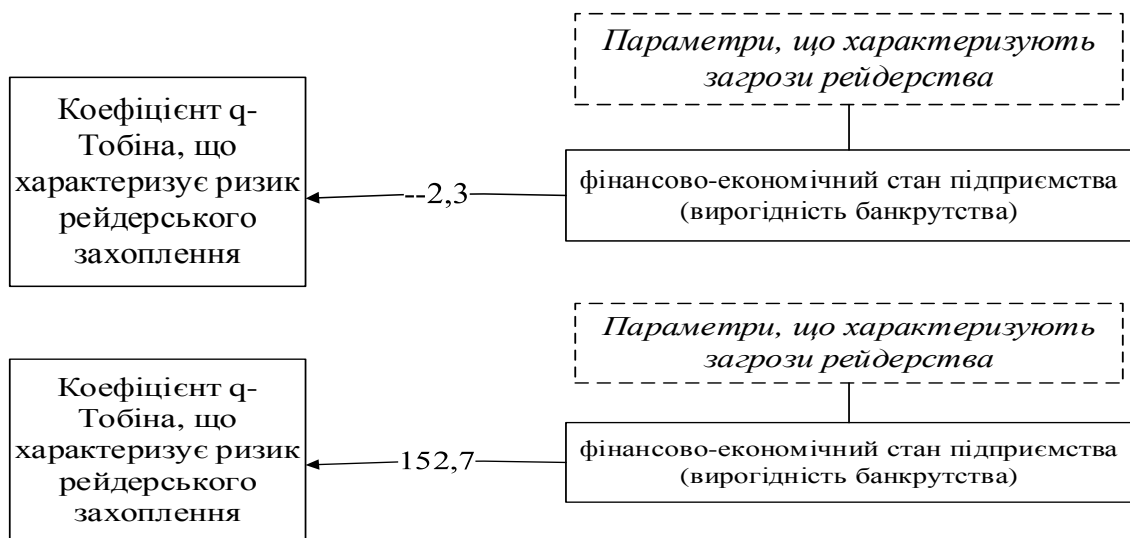 Параметри, що характеризують
загрози рейдерства
Коефіцієнт q-
Тобіна, що
характеризує ризик
рейдерського
захоплення
--2,3
фінансово-економічний стан підприємства
(вирогідність банкрутства)
Параметри, що характеризують
загрози рейдерства
Коефіцієнт q-
Тобіна, що
характеризує ризик
рейдерського
захоплення
152,7
фінансово-економічний стан підприємства
(вирогідність банкрутства)